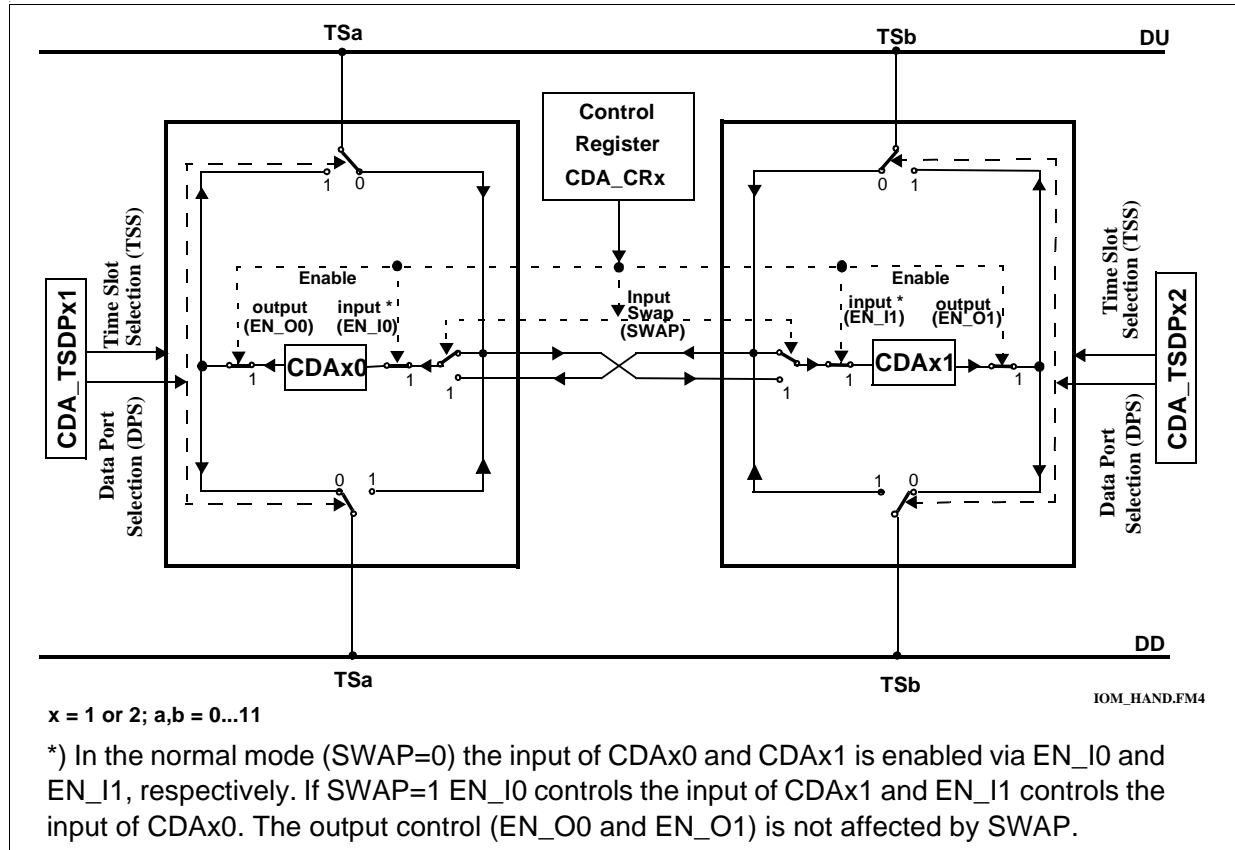 TSa
TSb
DU
Control
Register
CDA_CRx
1
0
0
1
Enable
Enable
output
(EN_O0)
input *
(EN_I0)
Input
Swap
(SWAP)
input *
(EN_I1)
output
(EN_O1)
CDA_TSDPx1
Time Slot
Selection (TSS)
Data Port
Selection (DPS)
1
CDAx0
1
1
1
1
CDAx1
1
Time Slot
Selection (TSS)
Data Port
Selection (DPS)
CDA_TSDPx2
0
1
1
0
DD
TSa
TSb
IOM_HAND.FM4
x = 1 or 2; a,b = 0...11
*) In the normal mode (SWAP=0) the input of CDAx0 and CDAx1 is enabled via EN_I0 and
EN_I1, respectively. If SWAP=1 EN_I0 controls the input of CDAx1 and EN_I1 controls the
input of CDAx0. The output control (EN_O0 and EN_O1) is not affected by SWAP.